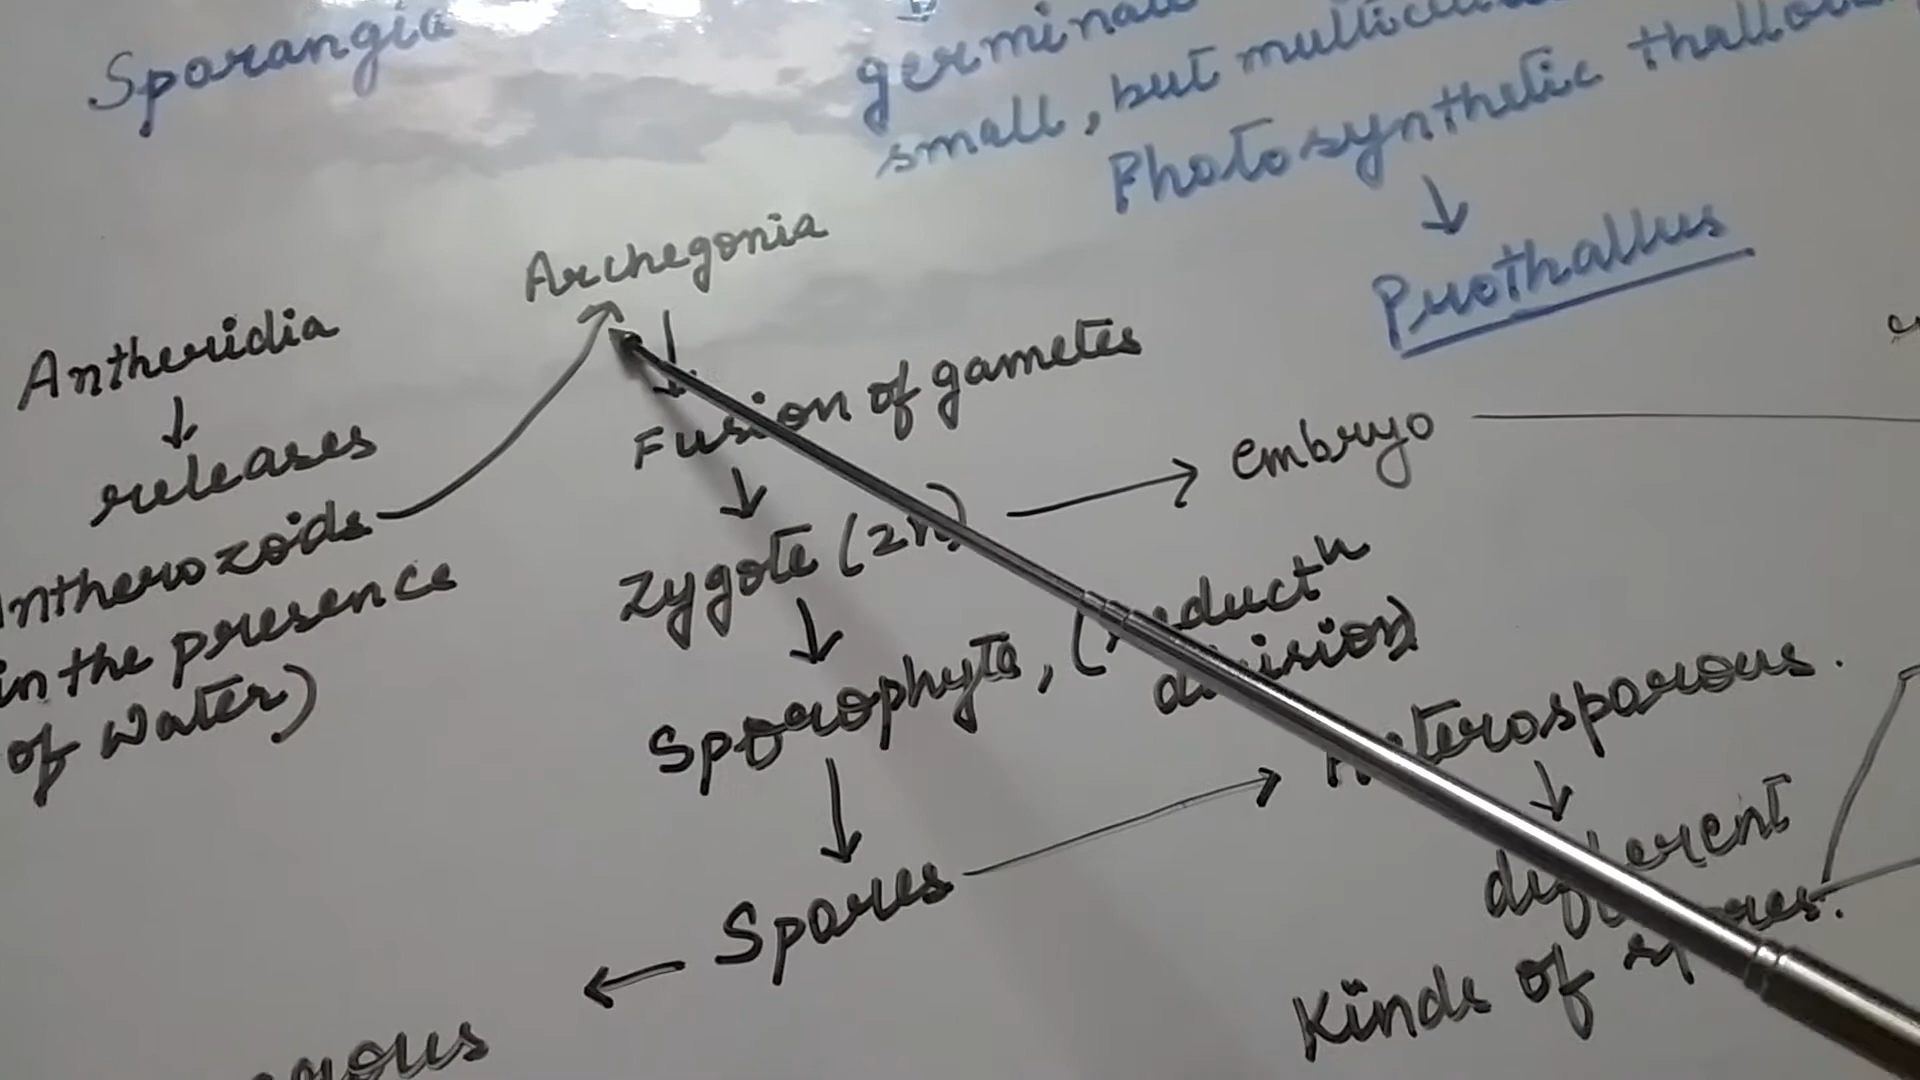 Sporangia
germinate
small, but multicellular
Photosynthetic thalloid
↓
Prothallus
Archegonia
↓
Fusion of gametes
↓
Zygote (2n) → embryo
↓
Sporophyte, (Reductⁿ
division)
↓
Spores → Heterosporous.
↓
different
Kinds of spores.
←
Antheridia
↓
releases
Antherozoids
in the presence
of water)